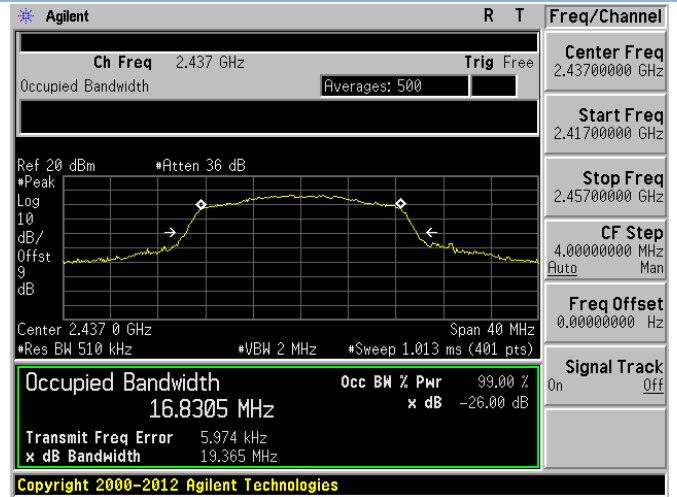 Agilent R T
Ch Freq 2.437 GHz Trig Free
Occupied Bandwidth Averages: 500
Ref 20 dBm #Atten 36 dB
#Peak
Log
10
dB/
Offst
9
dB
Center 2.437 0 GHz Span 40 MHz
#Res BW 510 kHz #VBW 2 MHz #Sweep 1.013 ms (401 pts)
Occupied Bandwidth Occ BW % Pwr 99.00 %
16.8305 MHz x dB -26.00 dB
Transmit Freq Error 5.974 kHz
x dB Bandwidth 19.365 MHz
Copyright 2000-2012 Agilent Technologies
Freq/Channel
Center Freq
2.43700000 GHz
Start Freq
2.41700000 GHz
Stop Freq
2.45700000 GHz
CF Step
4.00000000 MHz
Auto Man
Freq Offset
0.00000000 Hz
Signal Track
On Off